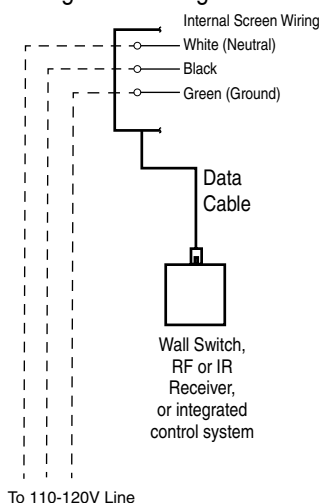 Internal Screen Wiring
White (Neutral)
Black
Green (Ground)
Data
Cable
Wall Switch,
RF or IR
Receiver,
or integrated
control system
To 110-120V Line